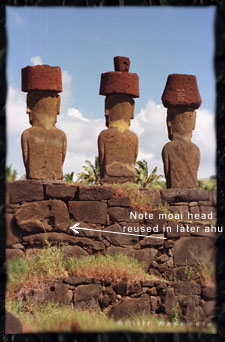 Note moai head
reused in later ahu